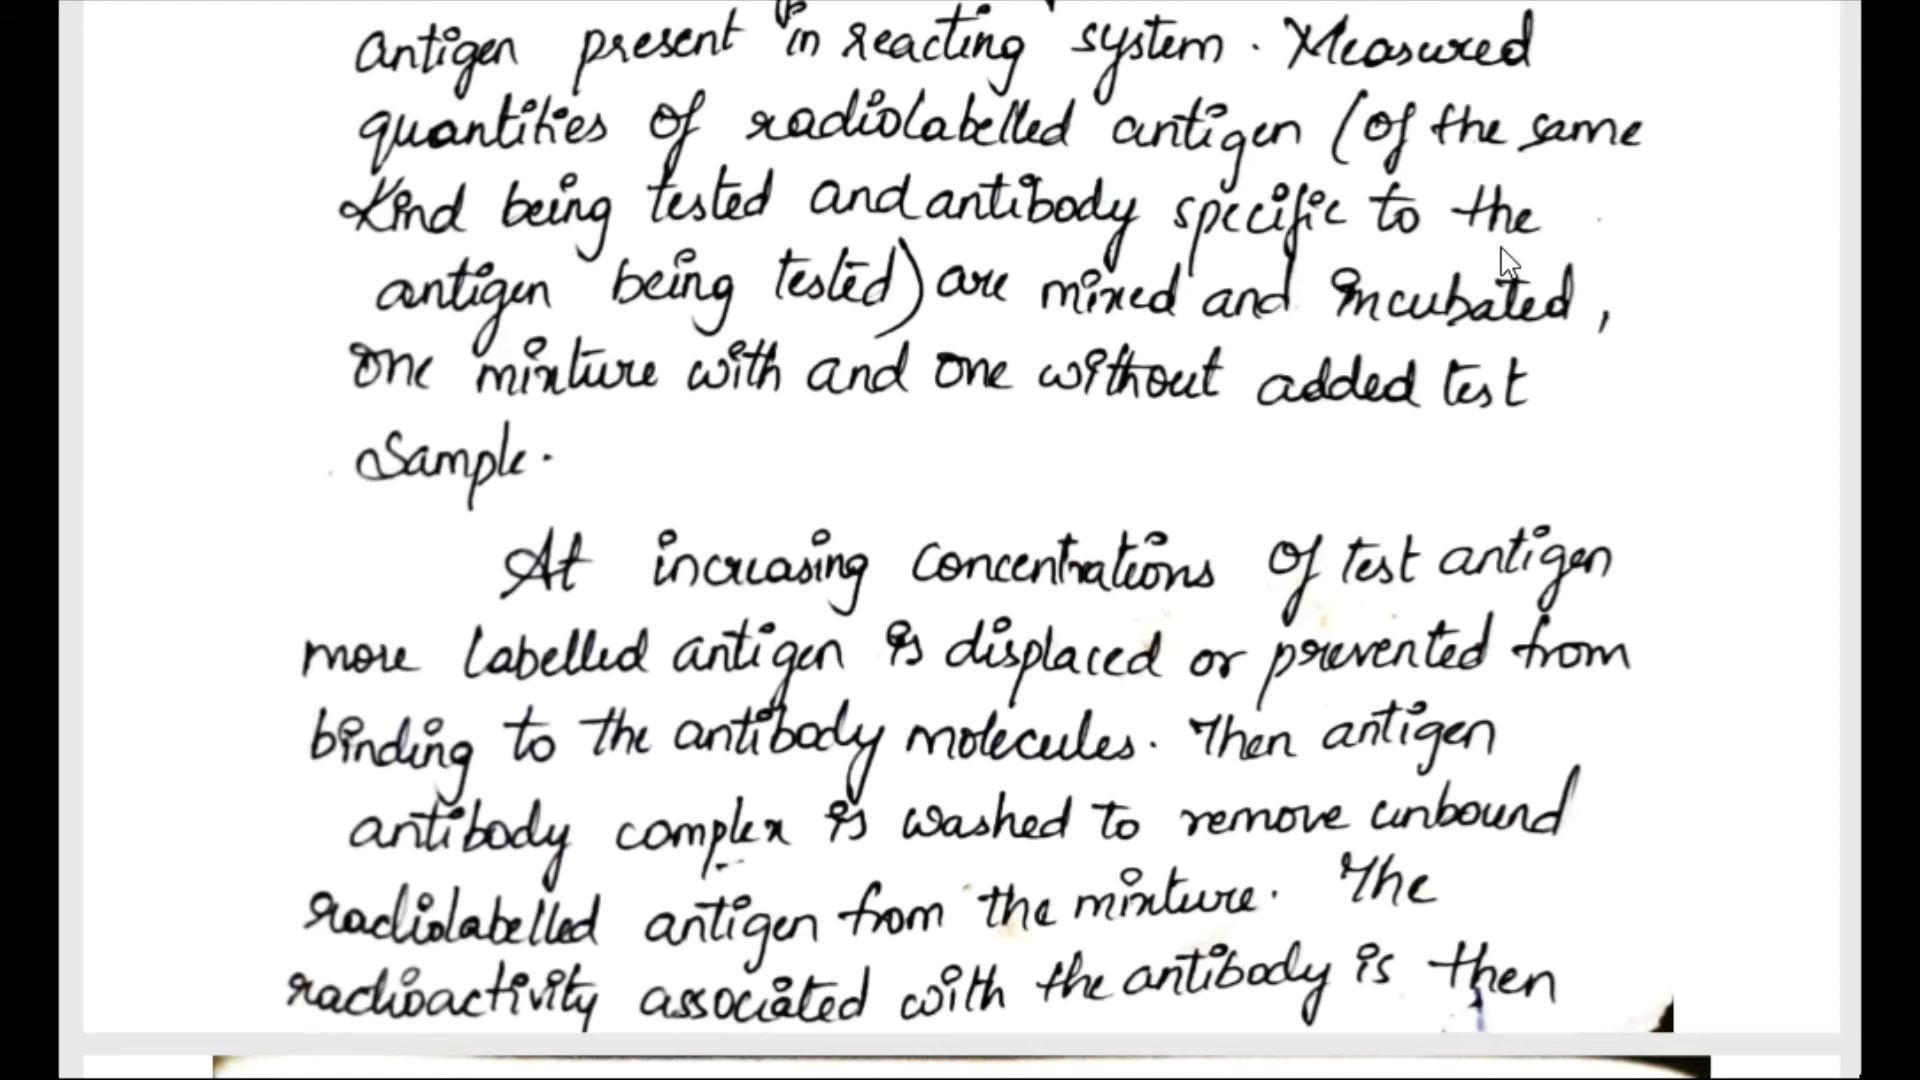 antigen present in reacting system. Measured
quantities of radiolabelled antigen (of the same
kind being tested and antibody specific to the
antigen being tested) are mixed and incubated,
one mixture with and one without added test
sample.
At increasing concentrations of test antigen
more labelled antigen is displaced or prevented from
binding to the antibody molecules. Then antigen
antibody complex is washed to remove unbound
radiolabelled antigen from the mixture. The
radioactivity associated with the antibody is then